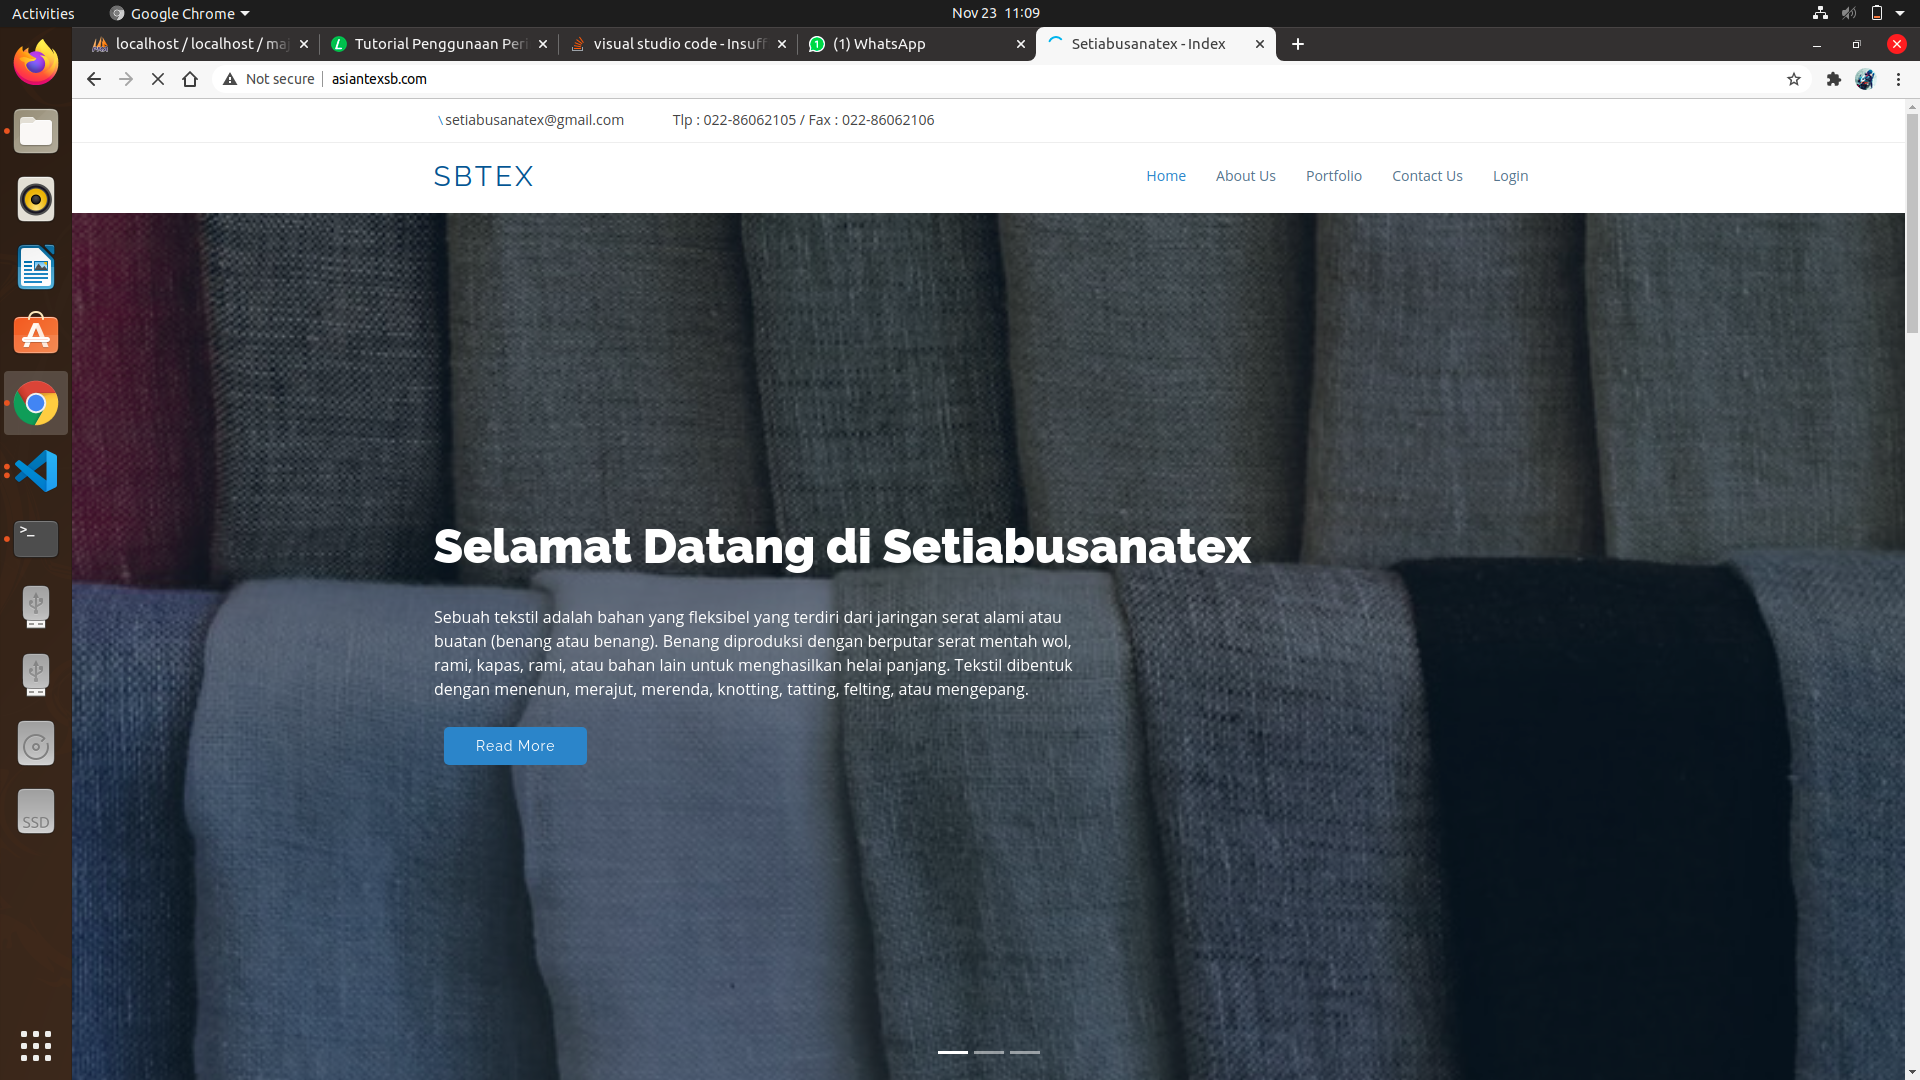 Activities
Google Chrome
Nov 23 11:09
localhost / localhost / ma
Tutorial Penggunaan Peri
visual studio code - Insuff
(1) WhatsApp
Setiabusanatex - Index
Not secure
asiantexsb.com
\setiabusanatex@gmail.com
Tlp : 022-86062105 / Fax : 022-86062106
SBTEX
Home
About Us
Portfolio
Contact Us
Login
Selamat Datang di Setiabusanatex
Sebuah tekstil adalah bahan yang fleksibel yang terdiri dari jaringan serat alami atau
buatan (benang atau benang). Benang diproduksi dengan berputar serat mentah wol,
rami, kapas, rami, atau bahan lain untuk menghasilkan helai panjang. Tekstil dibentuk
dengan menenun, merajut, merenda, knotting, tatting, felting, atau mengepang.
Read More
SSD